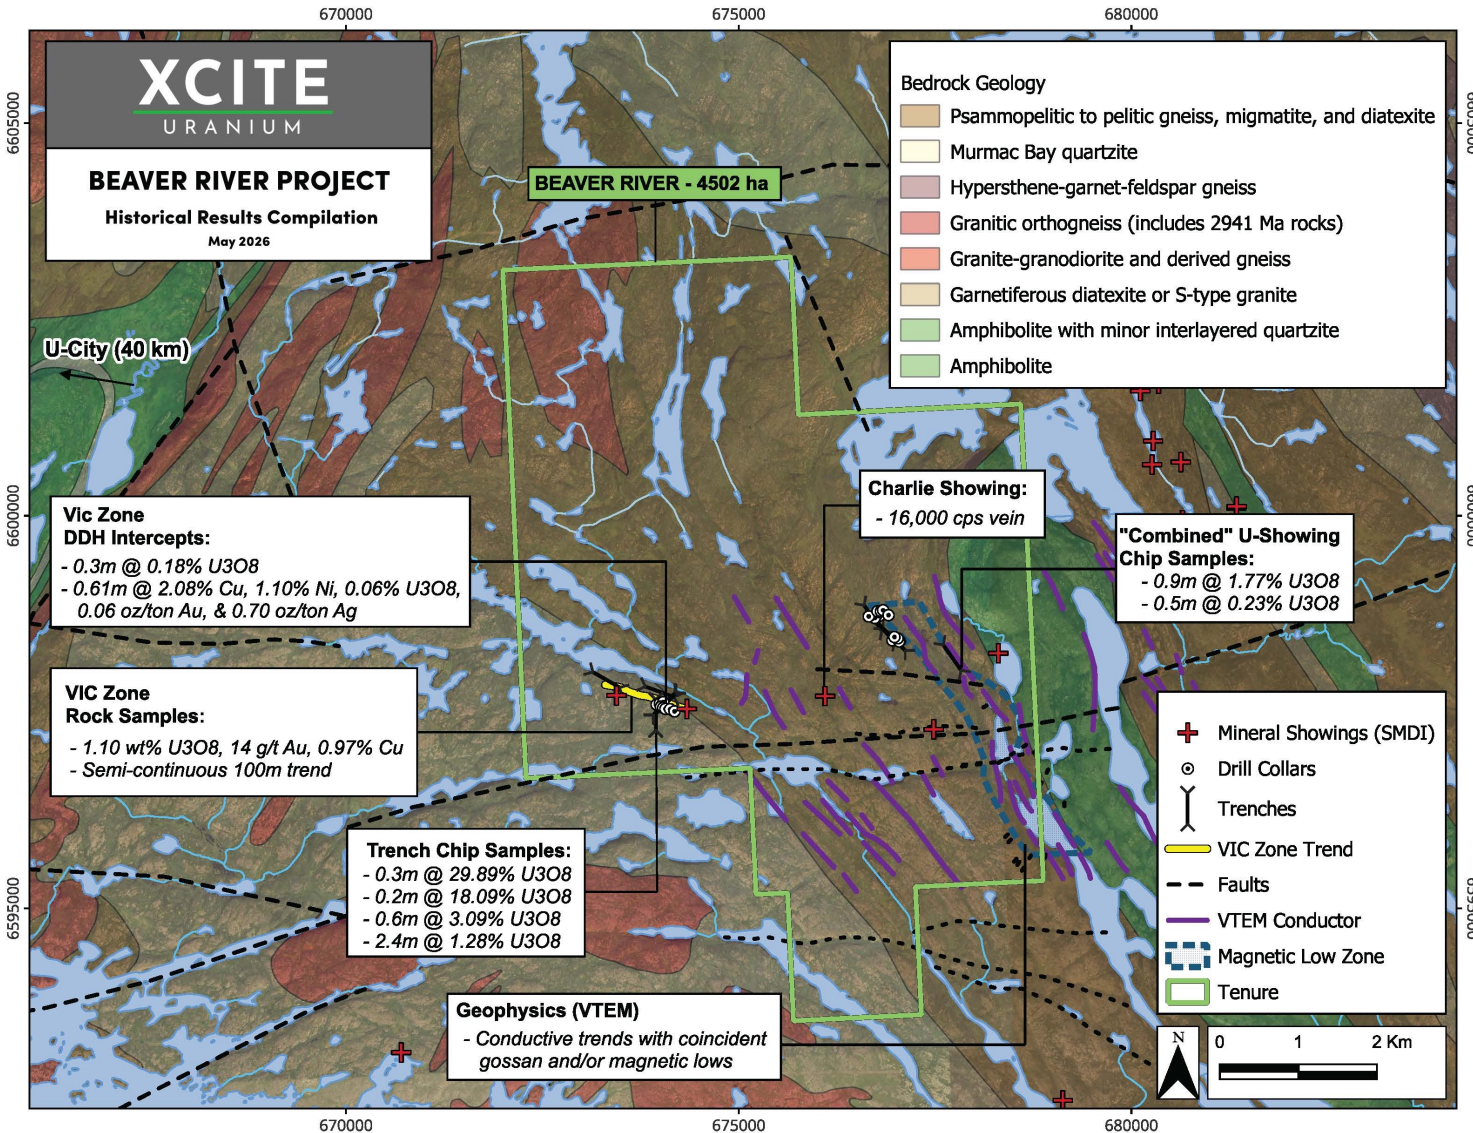 670000
675000
680000
6605000
6605000
XCITE
URANIUM
BEAVER RIVER PROJECT
Historical Results Compilation
May 2026
BEAVER RIVER - 4502 ha
Bedrock Geology
Psammopelitic to pelitic gneiss, migmatite, and diatexite
Murmac Bay quartzite
Hypersthene-garnet-feldspar gneiss
Granitic orthogneiss (includes 2941 Ma rocks)
Granite-granodiorite and derived gneiss
Garnetiferous diatexite or S-type granite
Amphibolite with minor interlayered quartzite
Amphibolite
U-City (40 km)
6600000
6600000
Vic Zone
DDH Intercepts:
- 0.3m @ 0.18% U3O8
- 0.61m @ 2.08% Cu, 1.10% Ni, 0.06% U3O8,
0.06 oz/ton Au, & 0.70 oz/ton Ag
Charlie Showing:
- 16,000 cps vein
"Combined" U-Showing
Chip Samples:
- 0.9m @ 1.77% U3O8
- 0.5m @ 0.23% U3O8
VIC Zone
Rock Samples:
- 1.10 wt% U3O8, 14 g/t Au, 0.97% Cu
- Semi-continuous 100m trend
Trench Chip Samples:
- 0.3m @ 29.89% U3O8
- 0.2m @ 18.09% U3O8
- 0.6m @ 3.09% U3O8
- 2.4m @ 1.28% U3O8
Mineral Showings (SMDI)
Drill Collars
Trenches
VIC Zone Trend
Faults
VTEM Conductor
Magnetic Low Zone
Tenure
6595000
6595000
Geophysics (VTEM)
- Conductive trends with coincident
gossan and/or magnetic lows
N
0 1 2 Km
670000
675000
680000